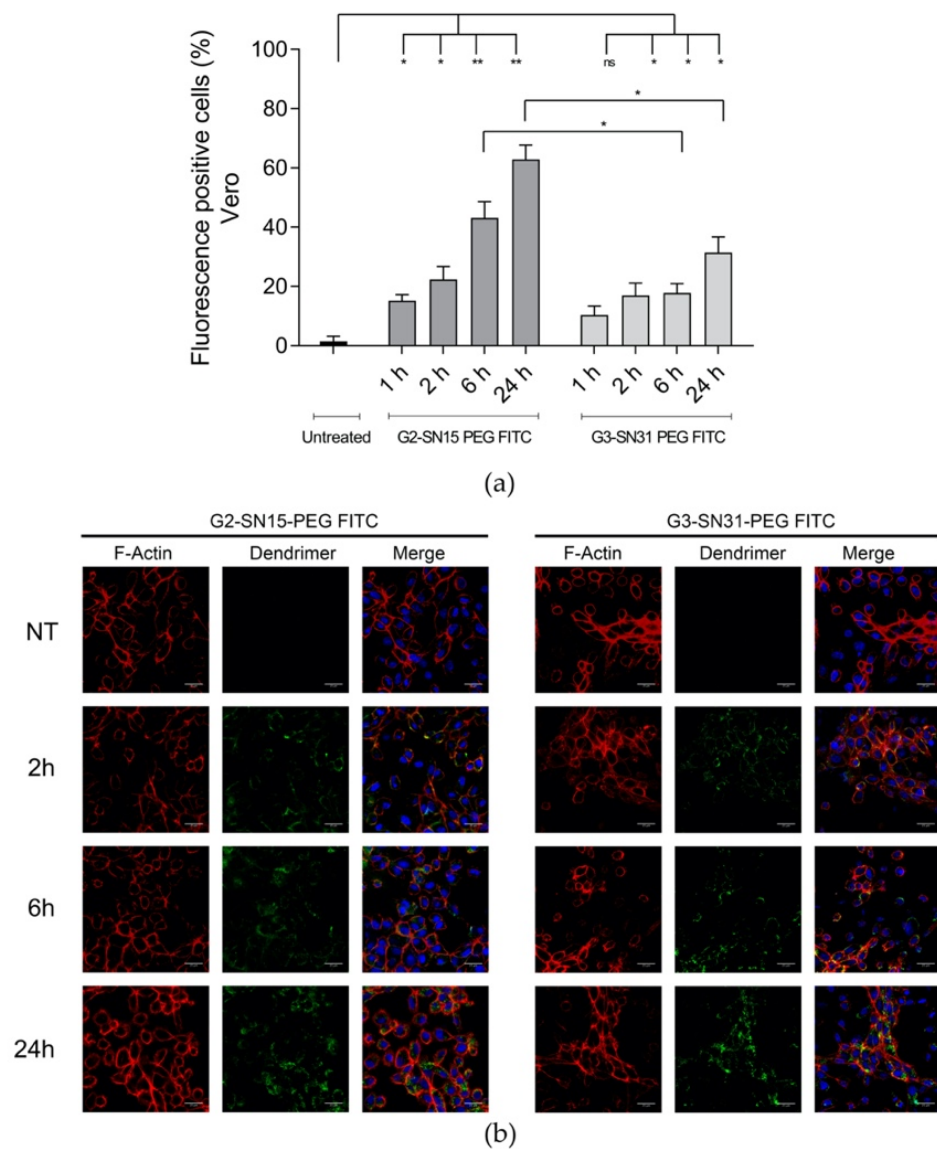 Fluorescence positive cells (%)
Vero
100
80
60
40
20
0
* * ** **
ns * * *
*
*
1 h 2 h 6 h 24 h 1 h 2 h 6 h 24 h
Untreated G2-SN15 PEG FITC G3-SN31 PEG FITC
(a)
G2-SN15-PEG FITC G3-SN31-PEG FITC
F-Actin Dendrimer Merge F-Actin Dendrimer Merge
NT
2h
6h
24h
(b)